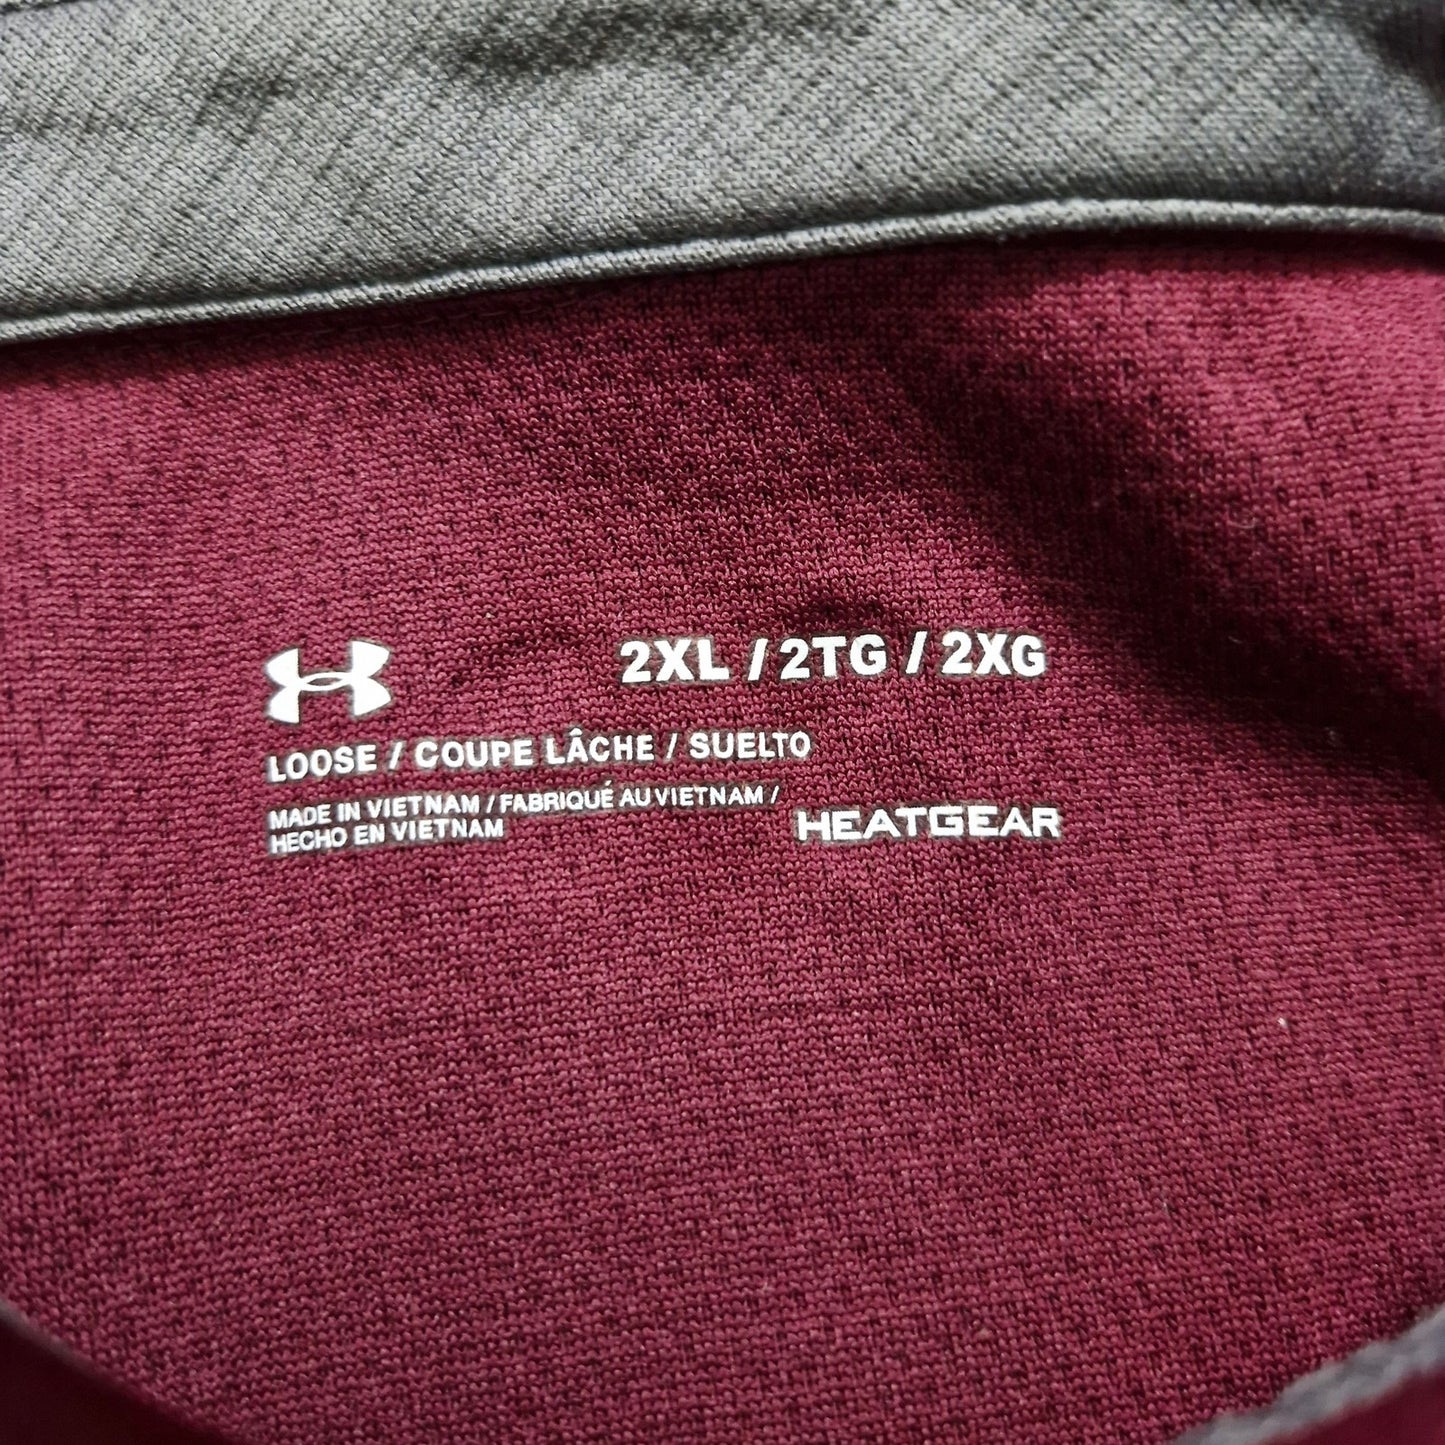 2XL / 2TG / 2XG
LOOSE / COUPE LÂCHE / SUELTO
MADE IN VIETNAM / FABRIQUÉ AU VIETNAM /
HECHO EN VIETNAM
HEATGEAR